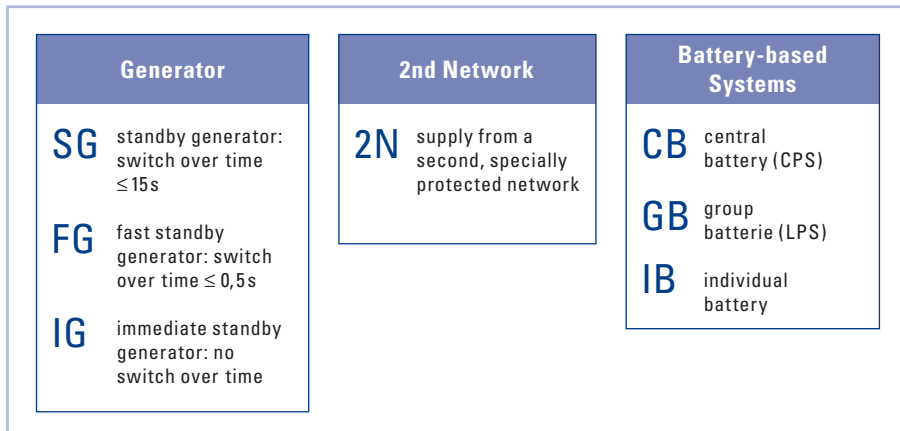 Generator
SG
standby generator:
switch over time
≤ 15 s
FG
fast standby
generator: switch
over time ≤ 0,5 s
IG
immediate standby
generator: no
switch over time
2nd Network
2N
supply from a
second, specially
protected network
Battery-based
Systems
CB
central
battery (CPS)
GB
group
batterie (LPS)
IB
individual
battery